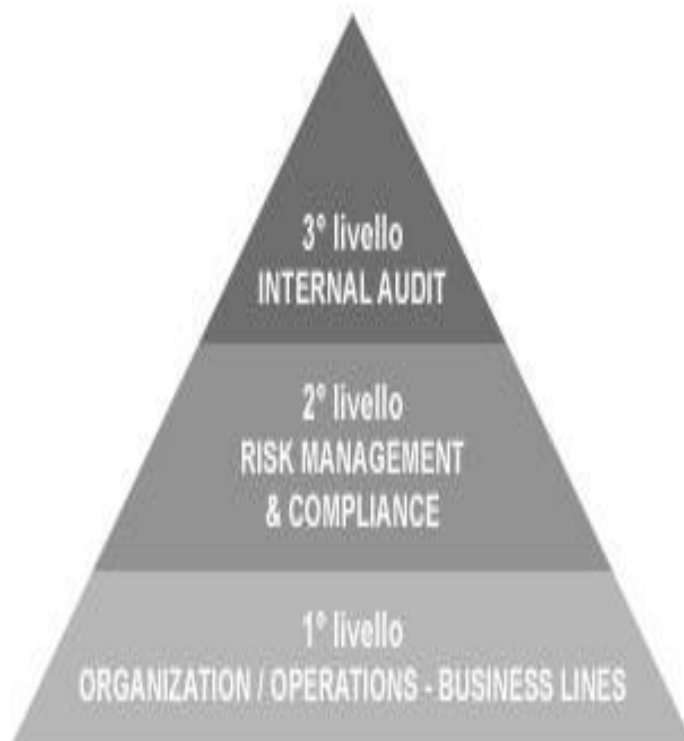 3° livello
INTERNAL AUDIT
2° livello
RISK MANAGEMENT
& COMPLIANCE
1° livello
ORGANIZATION / OPERATIONS - BUSINESS LINES